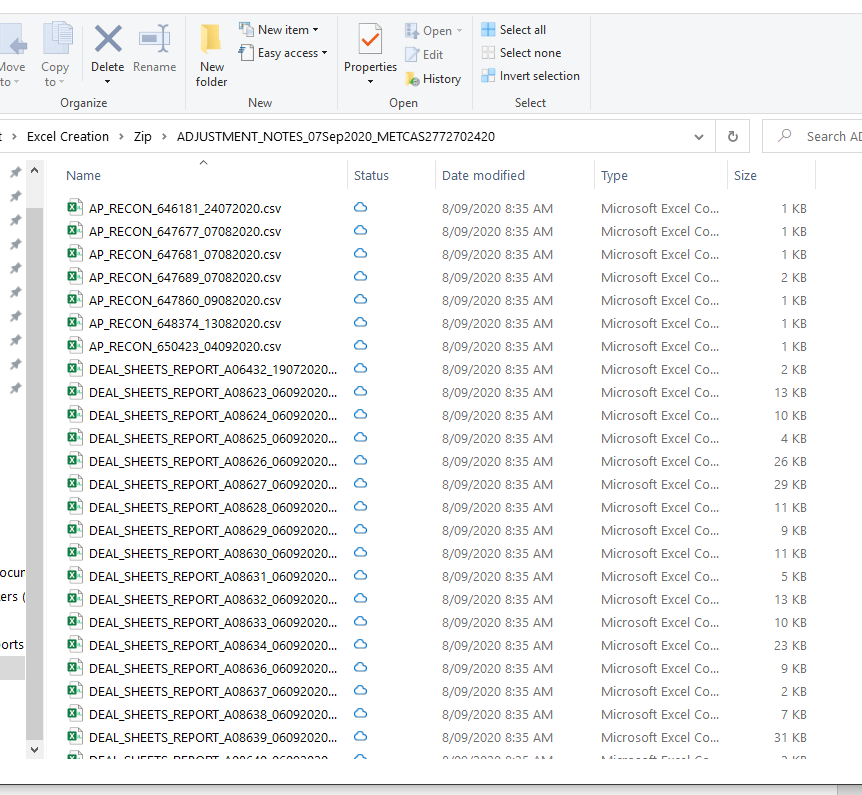 Move to
Copy to
Delete
Rename
New folder
New item
Easy access
Properties
Open
Edit
History
Select all
Select none
Invert selection
Organize
New
Open
Select
Excel Creation > Zip > ADJUSTMENT_NOTES_07Sep2020_METCAS2772702420
Search AD
Name Status Date modified Type Size
AP_RECON_646181_24072020.csv 8/09/2020 8:35 AM Microsoft Excel Co... 1 KB
AP_RECON_647677_07082020.csv 8/09/2020 8:35 AM Microsoft Excel Co... 1 KB
AP_RECON_647681_07082020.csv 8/09/2020 8:35 AM Microsoft Excel Co... 1 KB
AP_RECON_647689_07082020.csv 8/09/2020 8:35 AM Microsoft Excel Co... 2 KB
AP_RECON_647860_09082020.csv 8/09/2020 8:35 AM Microsoft Excel Co... 1 KB
AP_RECON_648374_13082020.csv 8/09/2020 8:35 AM Microsoft Excel Co... 1 KB
AP_RECON_650423_04092020.csv 8/09/2020 8:35 AM Microsoft Excel Co... 1 KB
DEAL_SHEETS_REPORT_A06432_19072020... 8/09/2020 8:35 AM Microsoft Excel Co... 2 KB
DEAL_SHEETS_REPORT_A08623_06092020... 8/09/2020 8:35 AM Microsoft Excel Co... 13 KB
DEAL_SHEETS_REPORT_A08624_06092020... 8/09/2020 8:35 AM Microsoft Excel Co... 10 KB
DEAL_SHEETS_REPORT_A08625_06092020... 8/09/2020 8:35 AM Microsoft Excel Co... 4 KB
DEAL_SHEETS_REPORT_A08626_06092020... 8/09/2020 8:35 AM Microsoft Excel Co... 26 KB
DEAL_SHEETS_REPORT_A08627_06092020... 8/09/2020 8:35 AM Microsoft Excel Co... 29 KB
DEAL_SHEETS_REPORT_A08628_06092020... 8/09/2020 8:35 AM Microsoft Excel Co... 11 KB
DEAL_SHEETS_REPORT_A08629_06092020... 8/09/2020 8:35 AM Microsoft Excel Co... 9 KB
DEAL_SHEETS_REPORT_A08630_06092020... 8/09/2020 8:35 AM Microsoft Excel Co... 11 KB
ocun
DEAL_SHEETS_REPORT_A08631_06092020... 8/09/2020 8:35 AM Microsoft Excel Co... 5 KB
ers (
DEAL_SHEETS_REPORT_A08632_06092020... 8/09/2020 8:35 AM Microsoft Excel Co... 13 KB
DEAL_SHEETS_REPORT_A08633_06092020... 8/09/2020 8:35 AM Microsoft Excel Co... 10 KB
orts
DEAL_SHEETS_REPORT_A08634_06092020... 8/09/2020 8:35 AM Microsoft Excel Co... 23 KB
DEAL_SHEETS_REPORT_A08636_06092020... 8/09/2020 8:35 AM Microsoft Excel Co... 9 KB
DEAL_SHEETS_REPORT_A08637_06092020... 8/09/2020 8:35 AM Microsoft Excel Co... 2 KB
DEAL_SHEETS_REPORT_A08638_06092020... 8/09/2020 8:35 AM Microsoft Excel Co... 7 KB
DEAL_SHEETS_REPORT_A08639_06092020... 8/09/2020 8:35 AM Microsoft Excel Co... 31 KB